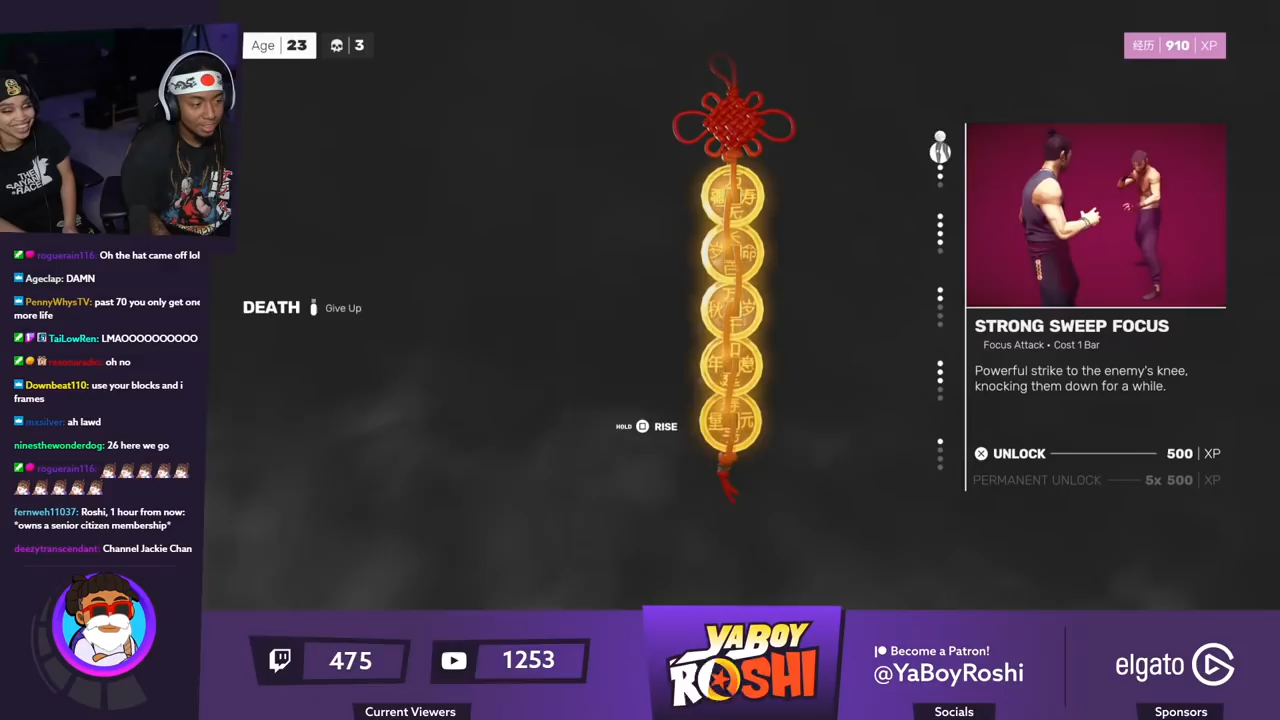 Age 23 3
经历 910 XP
THE
SAIYAN
RACE
roguerain116: Oh the hat came off lol
Ageclap: DAMN
PennyWhysTV: past 70 you only get one
more life
TaiLowRen: LMAOOOOOOOOOO
oh no
Downbeat110: use your blocks and i
frames
mxsilver: ah lawd
ninesthewonderdog: 26 here we go
roguerain116:
fernweh11037: Roshi, 1 hour from now:
*owns a senior citizen membership*
deezytranscendant: Channel Jackie Chan
DEATH Give Up
HOLD RISE
STRONG SWEEP FOCUS
Focus Attack • Cost 1 Bar
Powerful strike to the enemy's knee,
knocking them down for a while.
UNLOCK 500 XP
PERMANENT UNLOCK 5x 500 XP
475
1253
Current Viewers
YABOY
ROSHI
Become a Patron!
@YaBoyRoshi
Socials
elgato
Sponsors